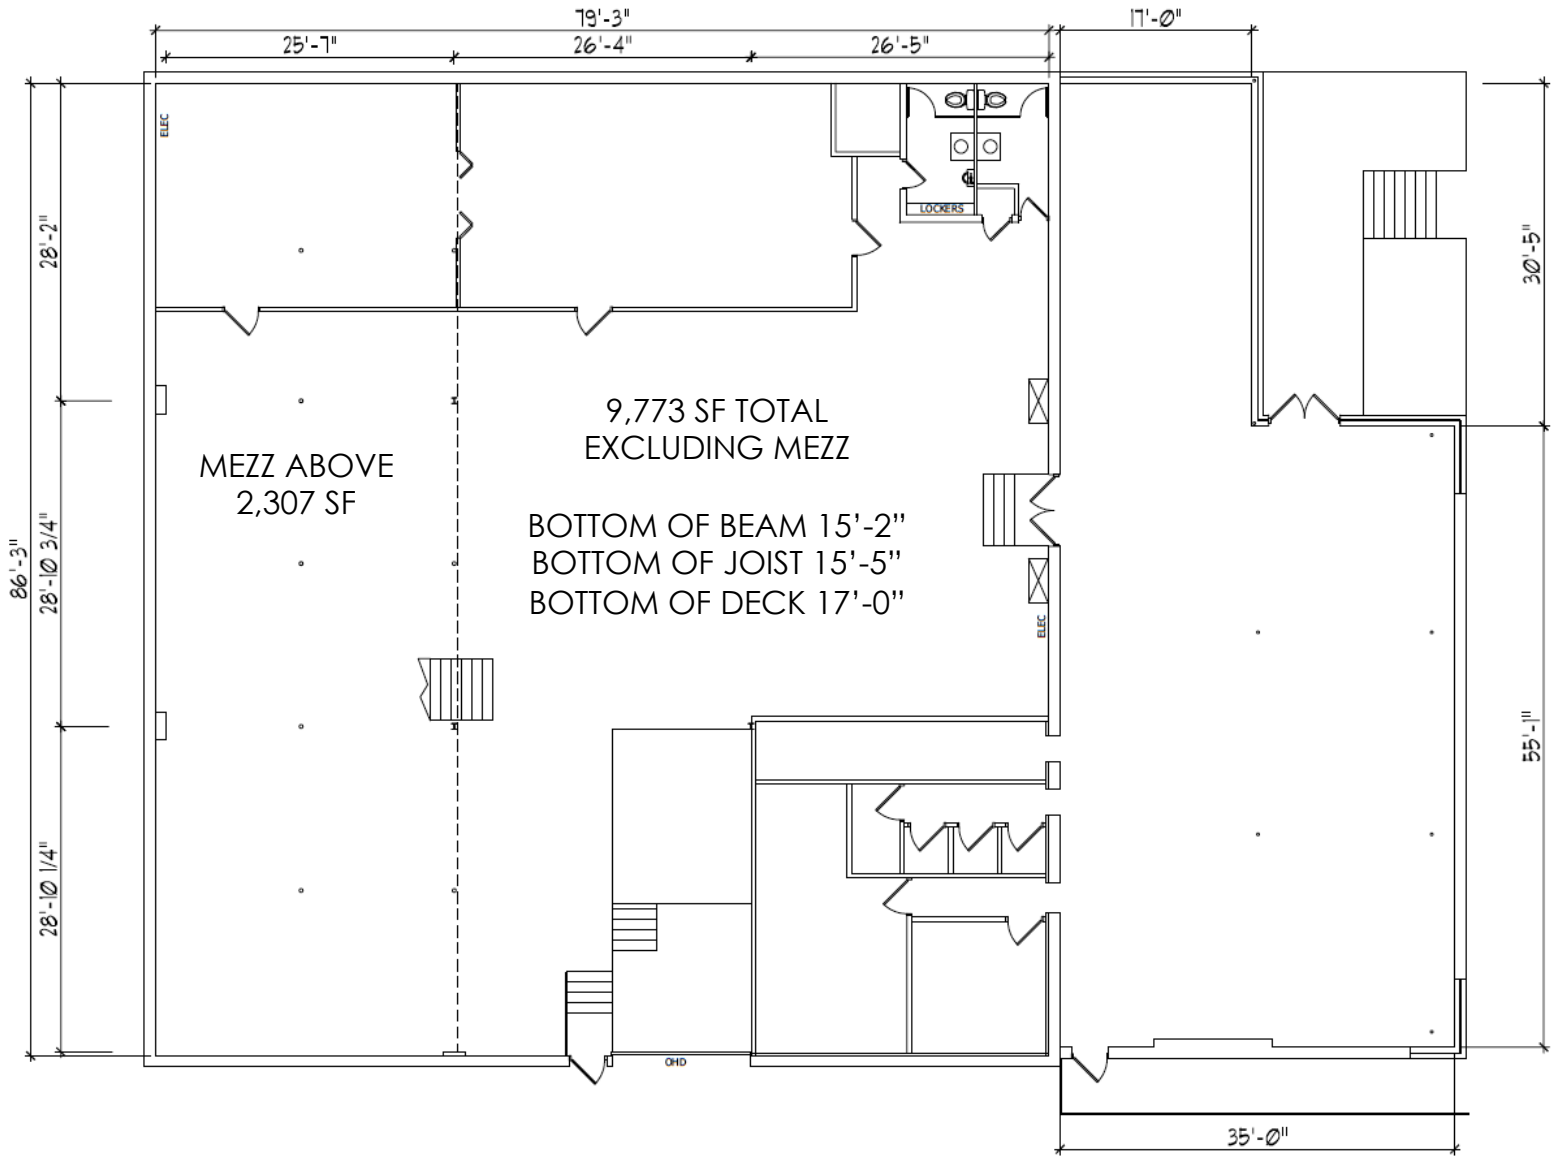 79'-3"
17'-0"
25'-7"
26'-4"
26'-5"
ELEC
LOCKERS
28'-2"
30'-5"
9,773 SF TOTAL
EXCLUDING MEZZ
MEZZ ABOVE
2,307 SF
BOTTOM OF BEAM 15’-2”
BOTTOM OF JOIST 15’-5”
BOTTOM OF DECK 17’-0”
86'-3"
28'-10 3/4"
ELEC
55'-1"
28'-10 1/4"
OHD
35'-0"